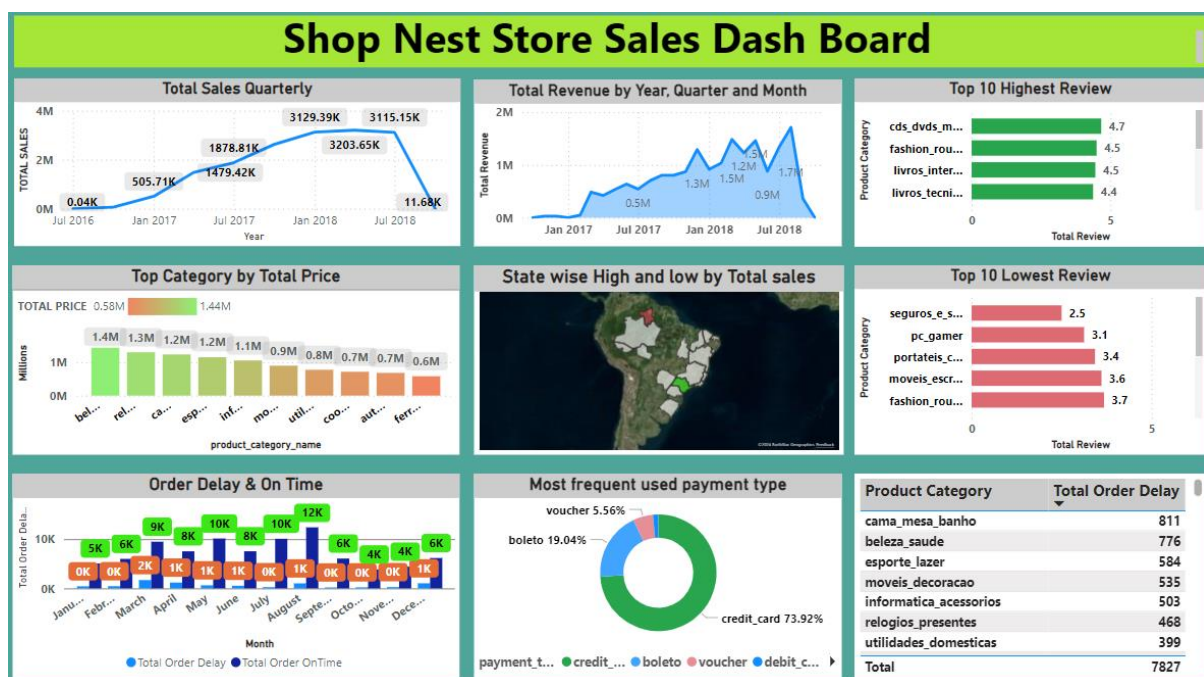 Shop Nest Store Sales Dash Board
Total Sales Quarterly
TOTAL SALES
4M
2M
0M
0.04K
505.71K
1878.81K
1479.42K
3129.39K
3203.65K
3115.15K
11.68K
Jul 2016
Jan 2017
Jul 2017
Jan 2018
Jul 2018
Year
Total Revenue by Year, Quarter and Month
Total Revenue
2M
1M
0M
0.5M
1.3M
1.5M
1.2M
1.5M
0.9M
1.7M
Jan 2017
Jul 2017
Jan 2018
Jul 2018
Top 10 Highest Review
Product Category
cds_dvds_m... 4.7
fashion_rou... 4.5
livros_inter... 4.5
livros_tecni... 4.4
0 5
Total Review
Top Category by Total Price
TOTAL PRICE 0.58M 1.44M
Millions
1M
0M
1.4M 1.3M 1.2M 1.2M 1.1M 0.9M 0.8M 0.7M 0.7M 0.6M
bel... rel... ca... esp... inf... mo... util... coo... aut... ferr...
product_category_name
State wise High and low by Total sales
Top 10 Lowest Review
Product Category
seguros_e_s... 2.5
pc_gamer 3.1
portateis_c... 3.4
moveis_escr... 3.6
fashion_rou... 3.7
0 5
Total Review
Order Delay & On Time
Total Order Dela...
10K
0K
5K 6K 9K 8K 10K 8K 10K 12K 6K 4K 4K 6K
0K 0K 2K 1K 1K 1K 0K 1K 0K 0K 0K 1K
Janu... Febr... March April May June July August Septe... Octo... Nove... Dece...
Month
Total Order Delay Total Order OnTime
Most frequent used payment type
voucher 5.56%
boleto 19.04%
credit_card 73.92%
payment_t... credit_... boleto voucher debit_c...
Product Category Total Order Delay
cama_mesa_banho 811
beleza_saude 776
esporte_lazer 584
moveis_decoracao 535
informatica_acessorios 503
relogios_presentes 468
utilidades_domesticas 399
Total 7827